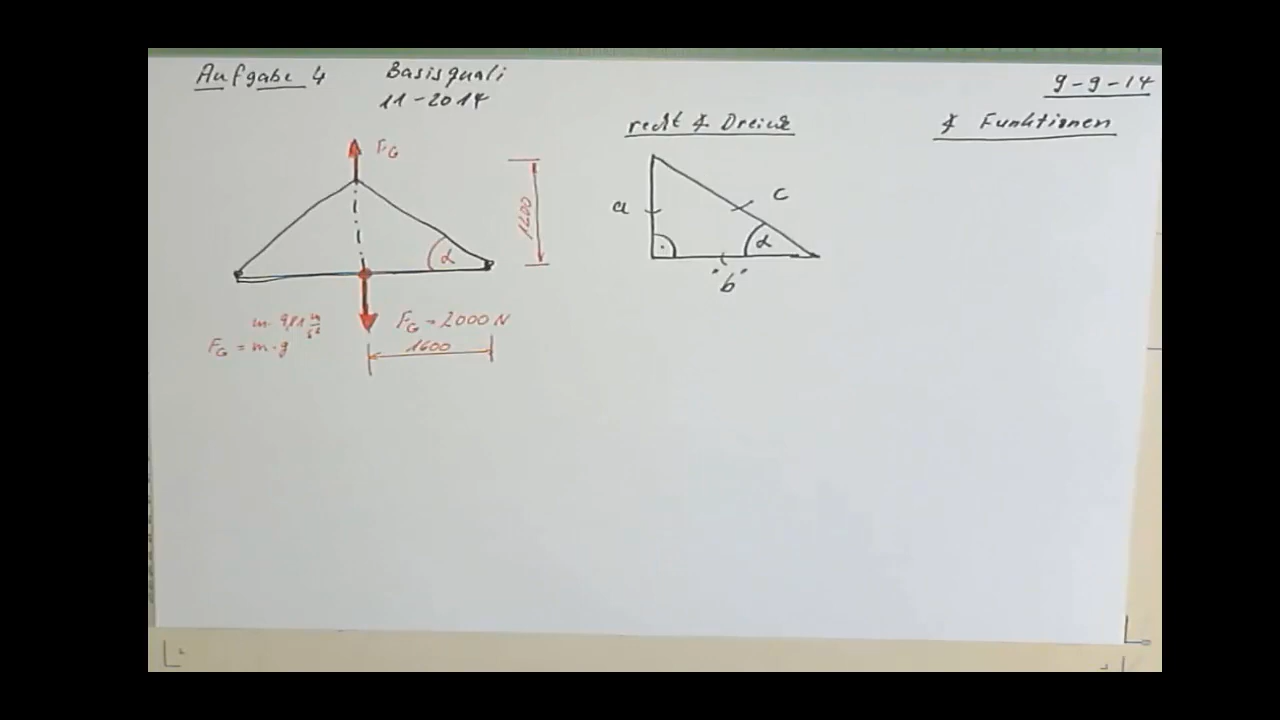 Aufgabe 4 Basisquali
11-2014
9-9-14
recht ∡ Dreieck
∡ Funktionen
F_G
1200
a
c
α
"b"
α
m · 9,81 m/s²
F_G = m · g
F_G = 2000 N
1600